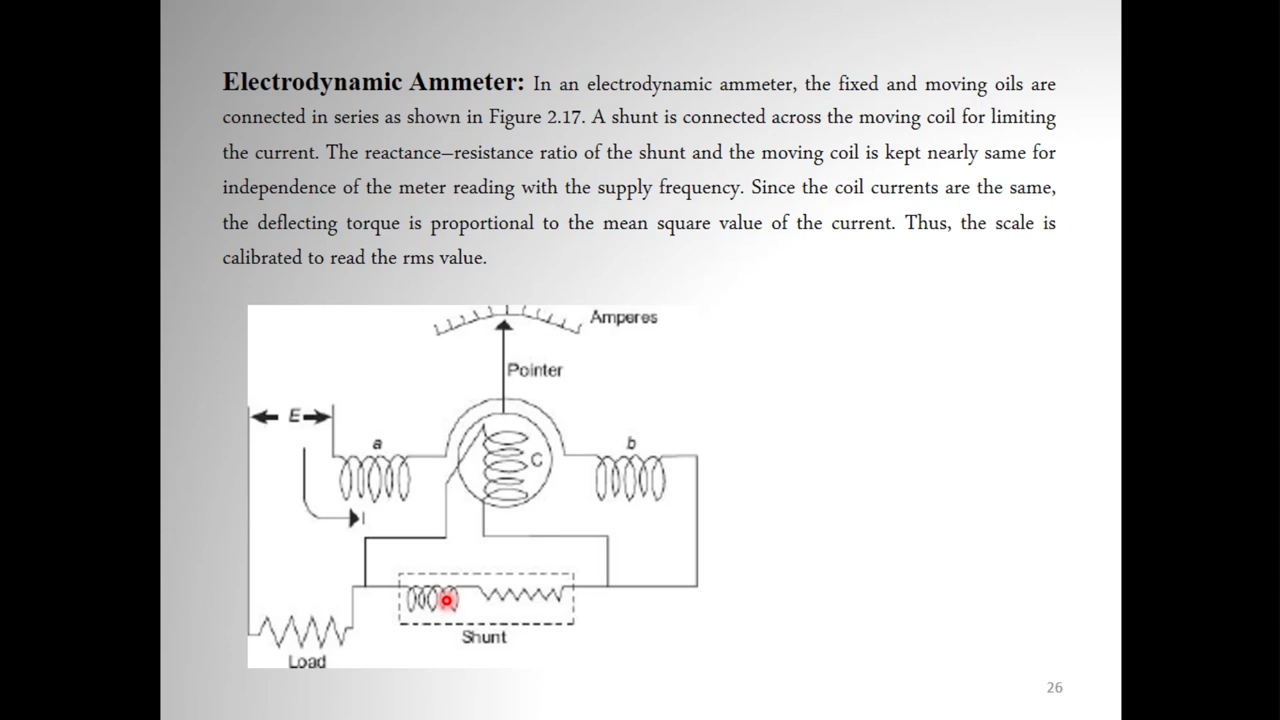 Electrodynamic Ammeter: In an electrodynamic ammeter, the fixed and moving oils are
connected in series as shown in Figure 2.17. A shunt is connected across the moving coil for limiting
the current. The reactance–resistance ratio of the shunt and the moving coil is kept nearly same for
independence of the meter reading with the supply frequency. Since the coil currents are the same,
the deflecting torque is proportional to the mean square value of the current. Thus, the scale is
calibrated to read the rms value.
Amperes
Pointer
E
a
b
C
I
Shunt
Load
26